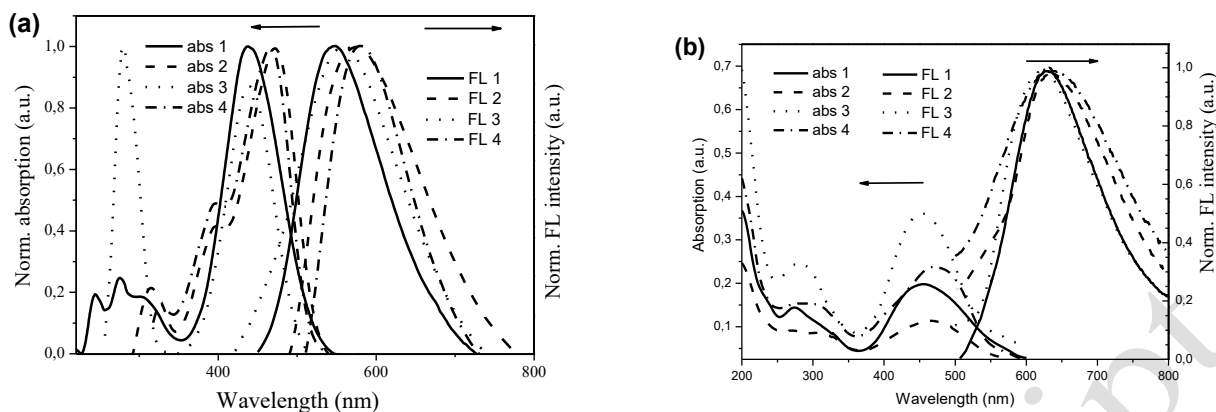 (a)
1,0
0,8
0,6
0,4
0,2
0,0
Norm. absorption (a.u.)
abs 1
abs 2
abs 3
abs 4
FL 1
FL 2
FL 3
FL 4
Norm. FL intensity (a.u.)
400 600 800
Wavelength (nm)
(b)
0,7
0,6
0,5
0,4
0,3
0,2
0,1
Absorption (a.u.)
abs 1 FL 1
abs 2 FL 2
abs 3 FL 3
abs 4 FL 4
1,0
0,8
0,6
0,4
0,2
0,0
Norm. FL intensity (a.u.)
200 300 400 500 600 700 800
Wavelength (nm)
ipt